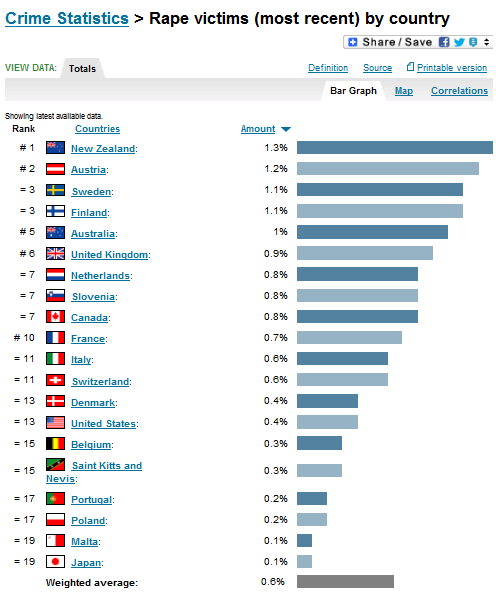 Crime Statistics > Rape victims (most recent) by country
Share / Save
VIEW DATA: Totals
Definition Source Printable version
Bar Graph Map Correlations
Showing latest available data.
Rank Countries Amount
# 1 New Zealand: 1.3%
# 2 Austria: 1.2%
= 3 Sweden: 1.1%
= 3 Finland: 1.1%
# 5 Australia: 1%
# 6 United Kingdom: 0.9%
= 7 Netherlands: 0.8%
= 7 Slovenia: 0.8%
= 7 Canada: 0.8%
# 10 France: 0.7%
= 11 Italy: 0.6%
= 11 Switzerland: 0.6%
= 13 Denmark: 0.4%
= 13 United States: 0.4%
= 15 Belgium: 0.3%
= 15 Saint Kitts and
Nevis: 0.3%
= 17 Portugal: 0.2%
= 17 Poland: 0.2%
= 19 Malta: 0.1%
= 19 Japan: 0.1%
Weighted average: 0.6%